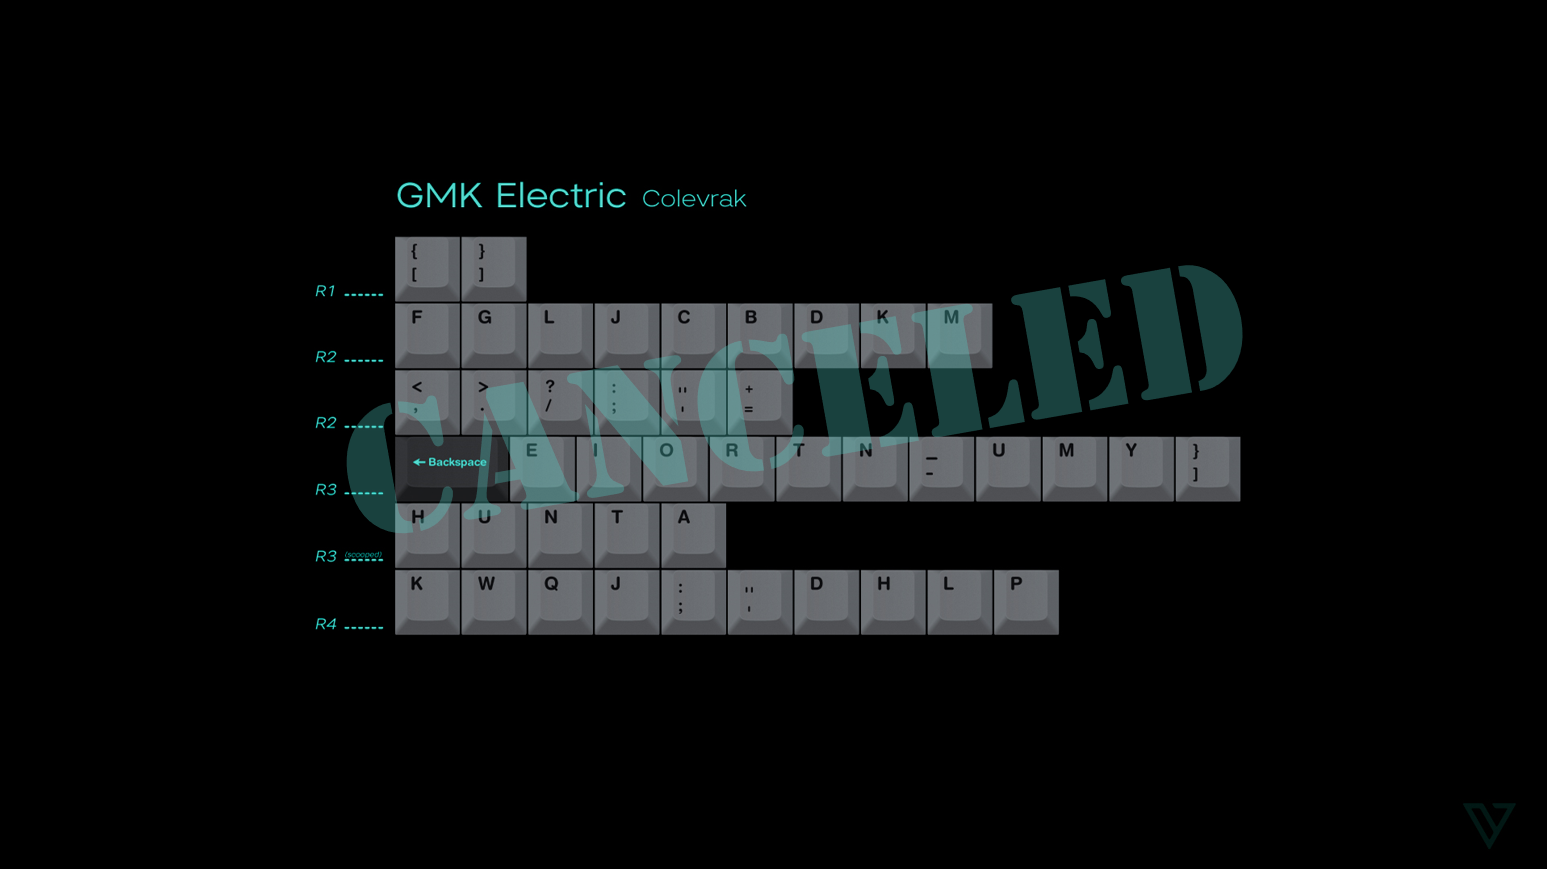 GMK Electric Colevrak
{ }
[ ]
R1
F G L J C B D K M
R2
< > ? : " +
, . / ; ' =
R2
← Backspace E I O R T N _ U M Y }
- ]
R3
H U N T A
R3 (scooped)
K W Q J : " D H L P
; '
R4
CANCELED